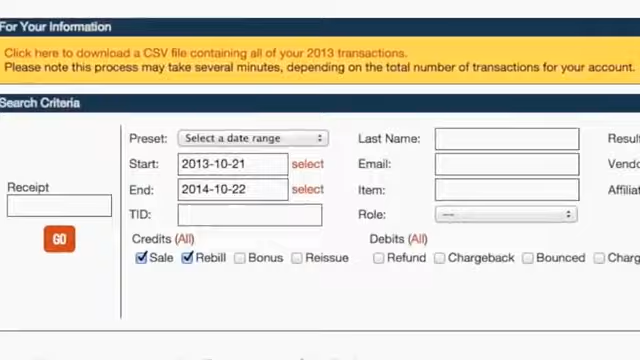 For Your Information
Click here to download a CSV file containing all of your 2013 transactions.
Please note this process may take several minutes, depending on the total number of transactions for your account.
Search Criteria
Preset: Select a date range Last Name:
Start: 2013-10-21 select Email:
Receipt End: 2014-10-22 select Item:
TID: Role: ---
GO Credits (All) Debits (All)
Sale Rebill Bonus Reissue Refund Chargeback Bounced